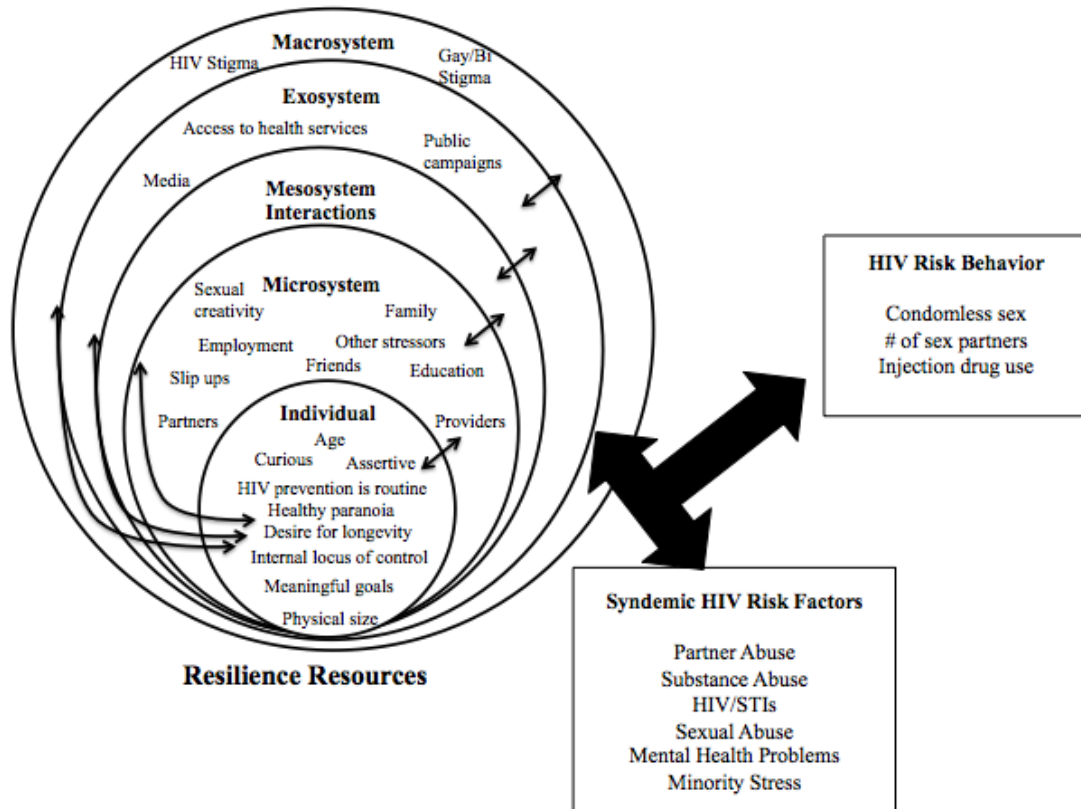 Macrosystem
HIV Stigma
Gay/Bi
Stigma
Exosystem
Access to health services
Public
campaigns
Media
Mesosystem
Interactions
Microsystem
Sexual
creativity
Family
Employment
Other stressors
Friends
Slip ups
Education
Partners
Individual
Providers
Age
Curious
Assertive
HIV prevention is routine
Healthy paranoia
Desire for longevity
Internal locus of control
Meaningful goals
Physical size
Resilience Resources
HIV Risk Behavior
Condomless sex
# of sex partners
Injection drug use
Syndemic HIV Risk Factors
Partner Abuse
Substance Abuse
HIV/STIs
Sexual Abuse
Mental Health Problems
Minority Stress